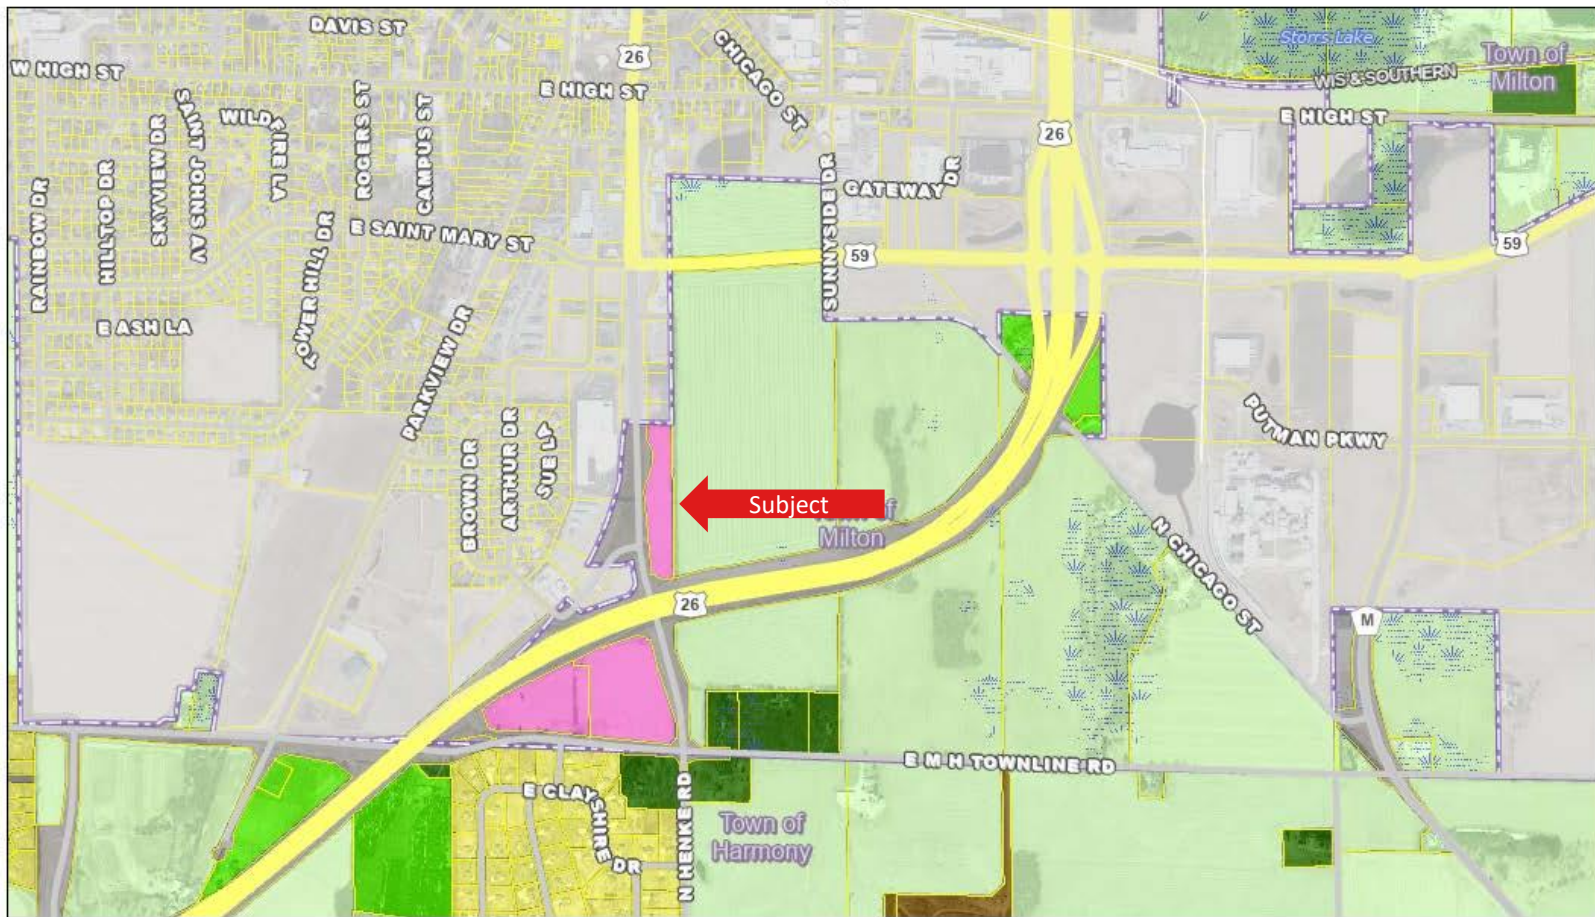 DAVIS ST
26
CHICAGO ST
Storrs Lake
Town of
Milton
W HIGH ST
E HIGH ST
WIS & SOUTHERN
E HIGH ST
26
SAINT JOHNS AV
WILDFIRE LA
ROGERS ST
CAMPUS ST
SKYVIEW DR
HILLTOP DR
RAINBOW DR
SUNNYSIDE DR
GATEWAY DR
E SAINT MARY ST
TOWER HILL DR
59
59
E ASH LA
PARKVIEW DR
BROWN DR
ARTHUR DR
SUE LA
PUTMAN PKWY
Subject
Milton
N CHICAGO ST
26
M
E M H TOWNLINE RD
E CLAYSHIRE DR
N HENKE RD
Town of
Harmony